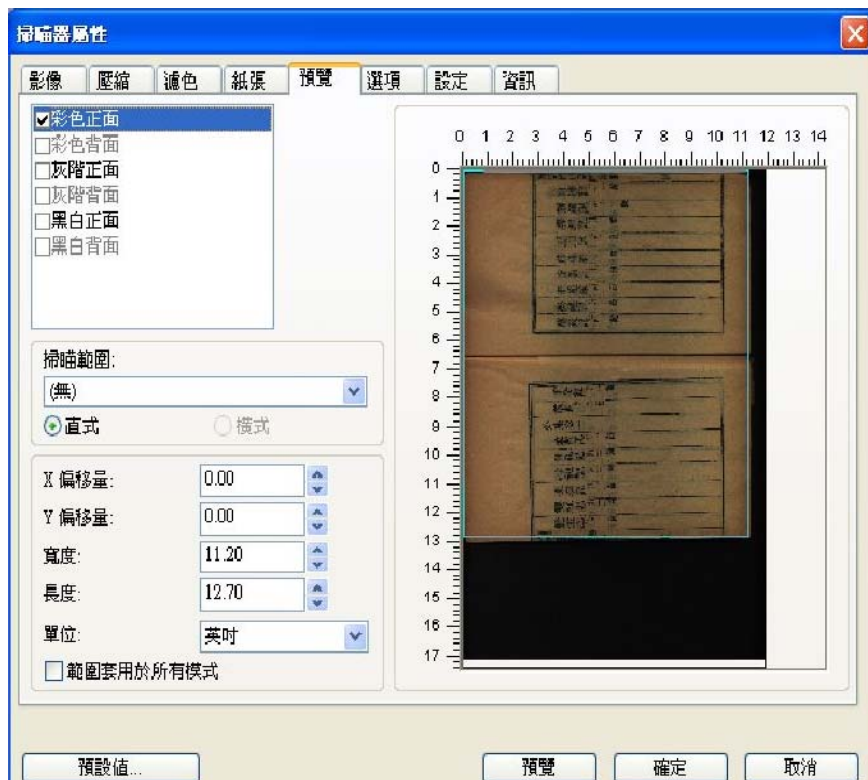 掃瞄器屬性
影像 壓縮 濾色 紙張 預覽 選項 設定 資訊
彩色正面
彩色背面
灰階正面
灰階背面
黑白正面
黑白背面
掃瞄範圍:
(無)
直式 橫式
X 偏移量: 0.00
Y 偏移量: 0.00
寬度: 11.20
長度: 12.70
單位: 英吋
範圍套用於所有模式
0 1 2 3 4 5 6 7 8 9 10 11 12 13 14
0
1
2
3
4
5
6
7
8
9
10
11
12
13
14
15
16
17
預設值... 預覽 確定 取消